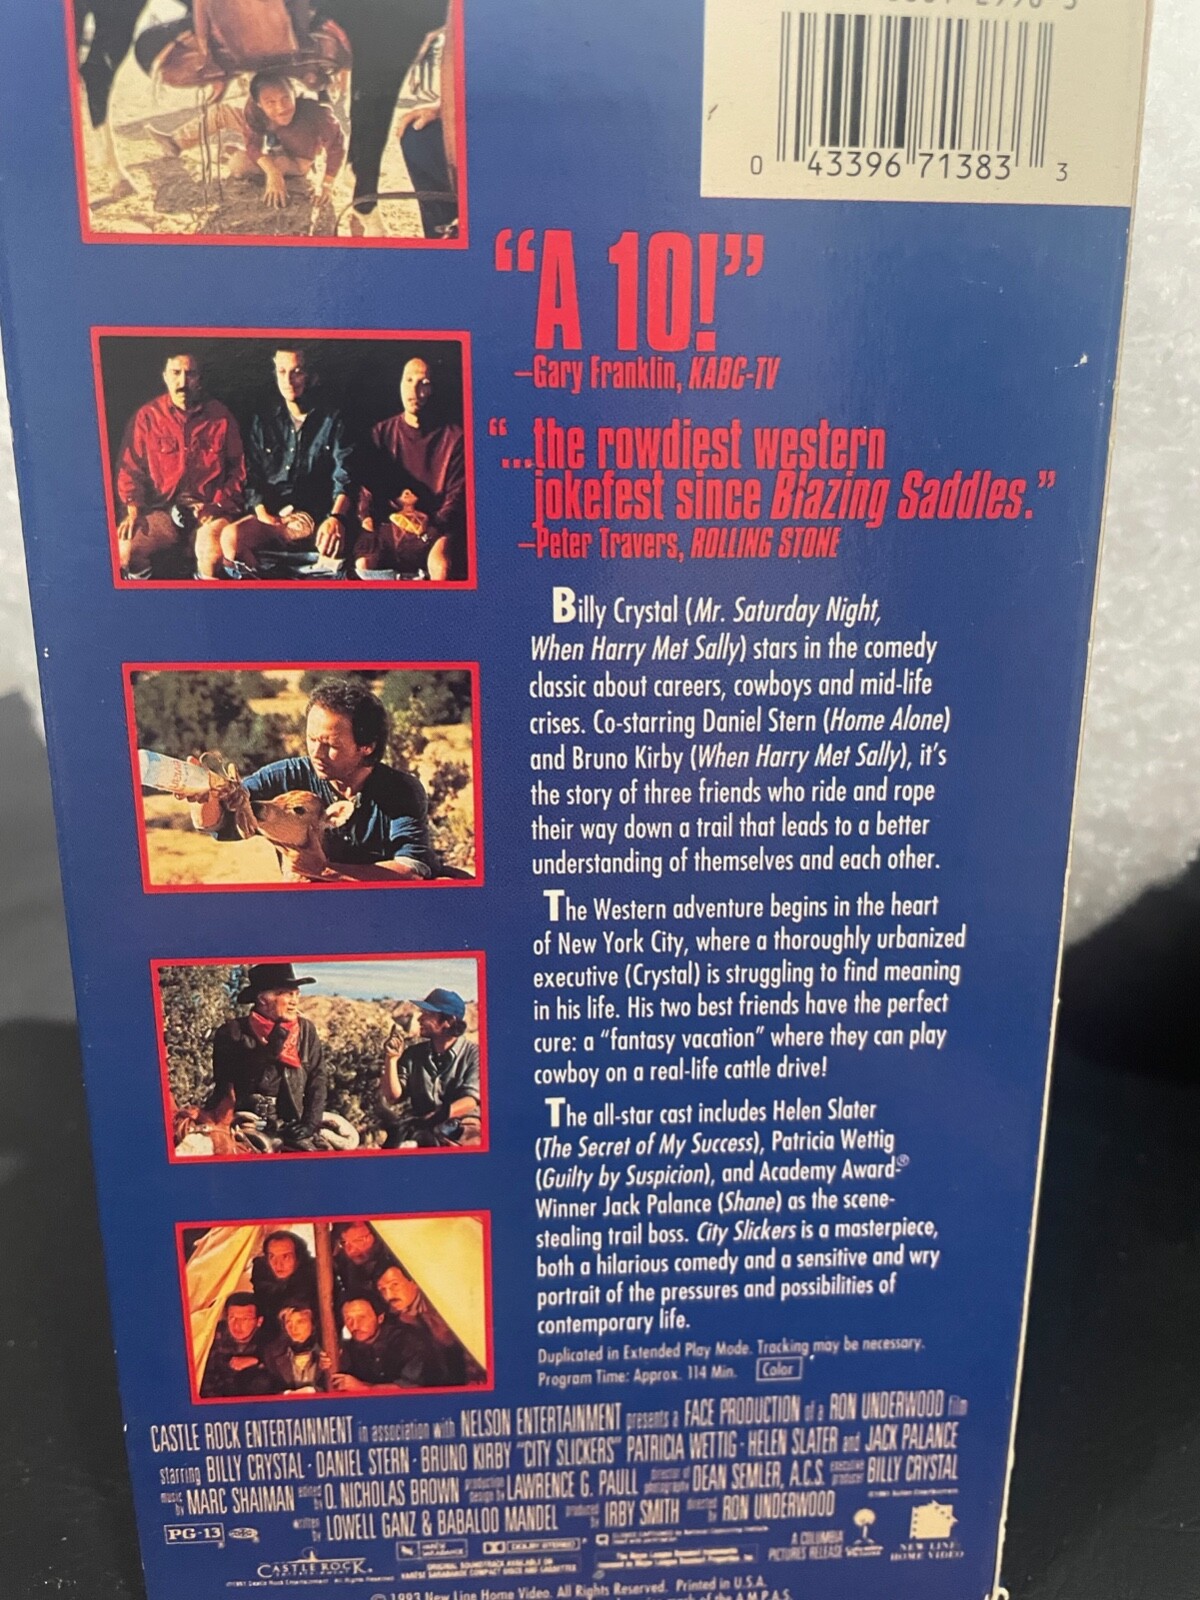 0 43396 71383 3
“A 10!”
–Gary Franklin, KABC-TV
“...the rowdiest western
jokefest since Blazing Saddles.”
–Peter Travers, ROLLING STONE
Billy Crystal (Mr. Saturday Night,
When Harry Met Sally) stars in the comedy
classic about careers, cowboys and mid-life
crises. Co-starring Daniel Stern (Home Alone)
and Bruno Kirby (When Harry Met Sally), it's
the story of three friends who ride and rope
their way down a trail that leads to a better
understanding of themselves and each other.
The Western adventure begins in the heart
of New York City, where a thoroughly urbanized
executive (Crystal) is struggling to find meaning
in his life. His two best friends have the perfect
cure: a “fantasy vacation” where they can play
cowboy on a real-life cattle drive!
The all-star cast includes Helen Slater
(The Secret of My Success), Patricia Wettig
(Guilty by Suspicion), and Academy Award®-
Winner Jack Palance (Shane) as the scene-
stealing trail boss. City Slickers is a masterpiece,
both a hilarious comedy and a sensitive and wry
portrait of the pressures and possibilities of
contemporary life.
Duplicated in Extended Play Mode. Tracking may be necessary.
Program Time: Approx. 114 Min. Color
CASTLE ROCK ENTERTAINMENT in association with NELSON ENTERTAINMENT presents a FACE PRODUCTION of a RON UNDERWOOD film
starring BILLY CRYSTAL · DANIEL STERN · BRUNO KIRBY "CITY SLICKERS" PATRICIA WETTIG · HELEN SLATER and JACK PALANCE
music by MARC SHAIMAN edited by O. NICHOLAS BROWN production design by LAWRENCE G. PAULL director of photography DEAN SEMLER, A.C.S. executive producer BILLY CRYSTAL
written by LOWELL GANZ & BABALOO MANDEL produced by IRBY SMITH directed by RON UNDERWOOD
PG-13
DOLBY STEREO
CASTLE ROCK
ORIGINAL SOUNDTRACK AVAILABLE ON
VARÈSE SARABANDE COMPACT DISCS AND CASSETTES
A COLUMBIA
PICTURES RELEASE
NEW LINE
HOME VIDEO
© 1993 New Line Home Video. All Rights Reserved. Printed in U.S.A.